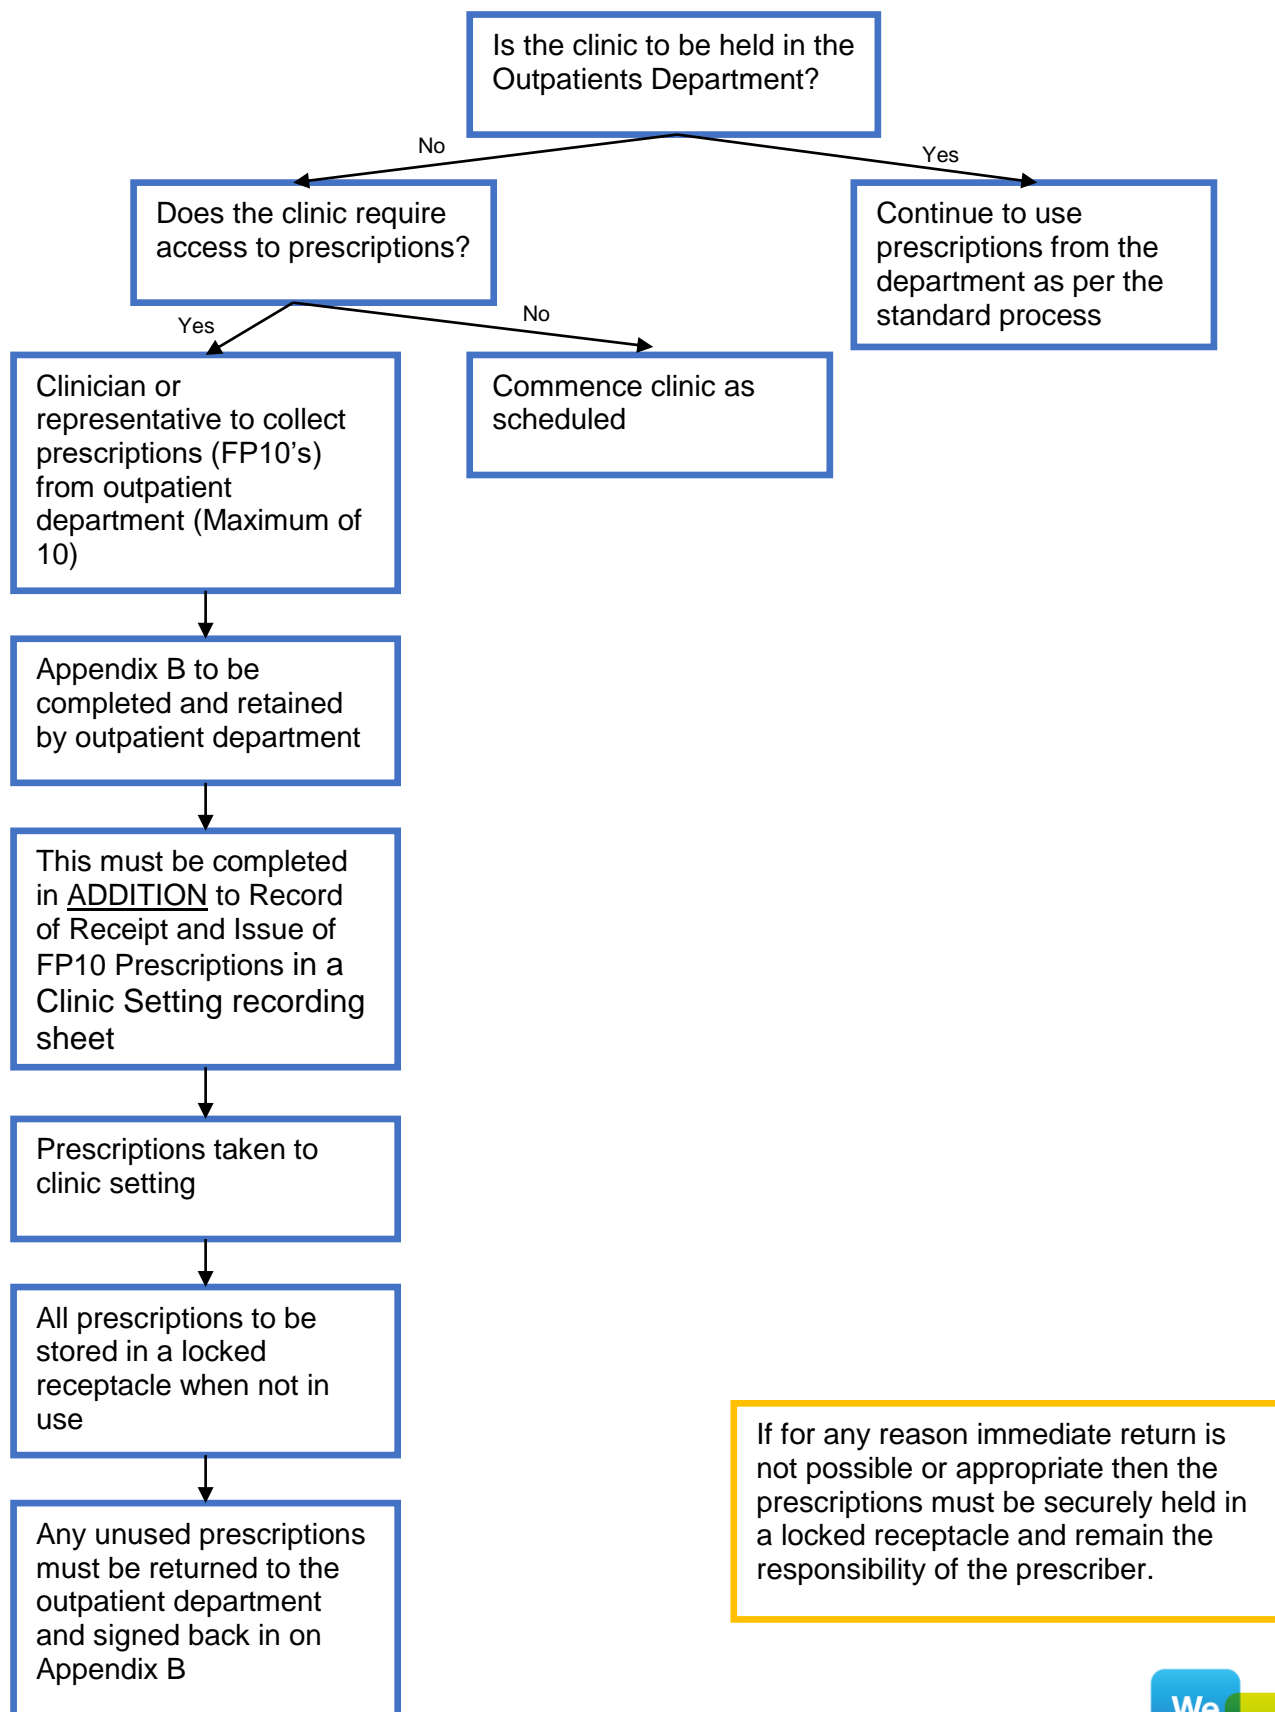 Is the clinic to be held in the
Outpatients Department?
No
Yes
Does the clinic require
access to prescriptions?
Continue to use
prescriptions from the
department as per the
standard process
Yes
No
Clinician or
representative to collect
prescriptions (FP10’s)
from outpatient
department (Maximum of
10)
Commence clinic as
scheduled
Appendix B to be
completed and retained
by outpatient department
This must be completed
in ADDITION to Record
of Receipt and Issue of
FP10 Prescriptions in a
Clinic Setting recording
sheet
Prescriptions taken to
clinic setting
All prescriptions to be
stored in a locked
receptacle when not in
use
If for any reason immediate return is
not possible or appropriate then the
prescriptions must be securely held in
a locked receptacle and remain the
responsibility of the prescriber.
Any unused prescriptions
must be returned to the
outpatient department
and signed back in on
Appendix B
We